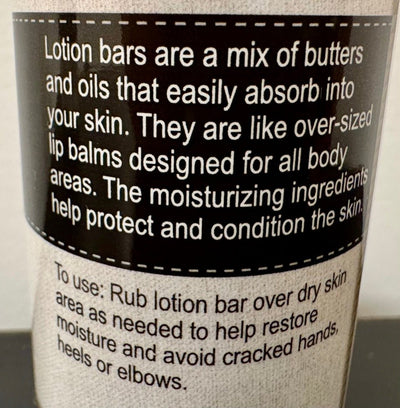 Lotion bars are a mix of butters
and oils that easily absorb into
your skin. They are like over-sized
lip balms designed for all body
areas. The moisturizing ingredients
help protect and condition the skin.
To use: Rub lotion bar over dry skin
area as needed to help restore
moisture and avoid cracked hands,
heels or elbows.